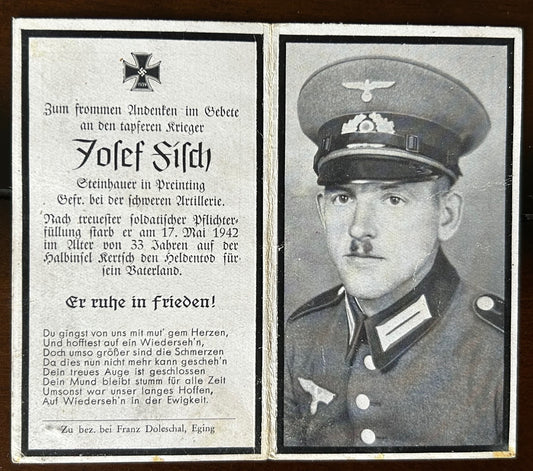 1939
Zum frommen Andenken im Gebete
an den tapferen Krieger
Josef Fisch
Steinhauer in Preinting
Gefr. bei der schweren Artillerie.
Nach treuester soldatischer Pflichter-
füllung starb er am 17. Mai 1942
im Alter von 33 Jahren auf der
Halbinsel Kertsch den Heldentod für
sein Vaterland.
Er ruhe in Frieden!
Du gingst von uns mit mut'gem Herzen,
Und hofftest auf ein Wiederseh'n,
Doch umso größer sind die Schmerzen
Da dies nun nicht mehr kann gescheh'n
Dein treues Auge ist geschlossen
Dein Mund bleibt stumm für alle Zeit
Umsonst war unser langes Hoffen,
Auf Wiederseh'n in der Ewigkeit.
Zu bez. bei Franz Doleschal, Eging